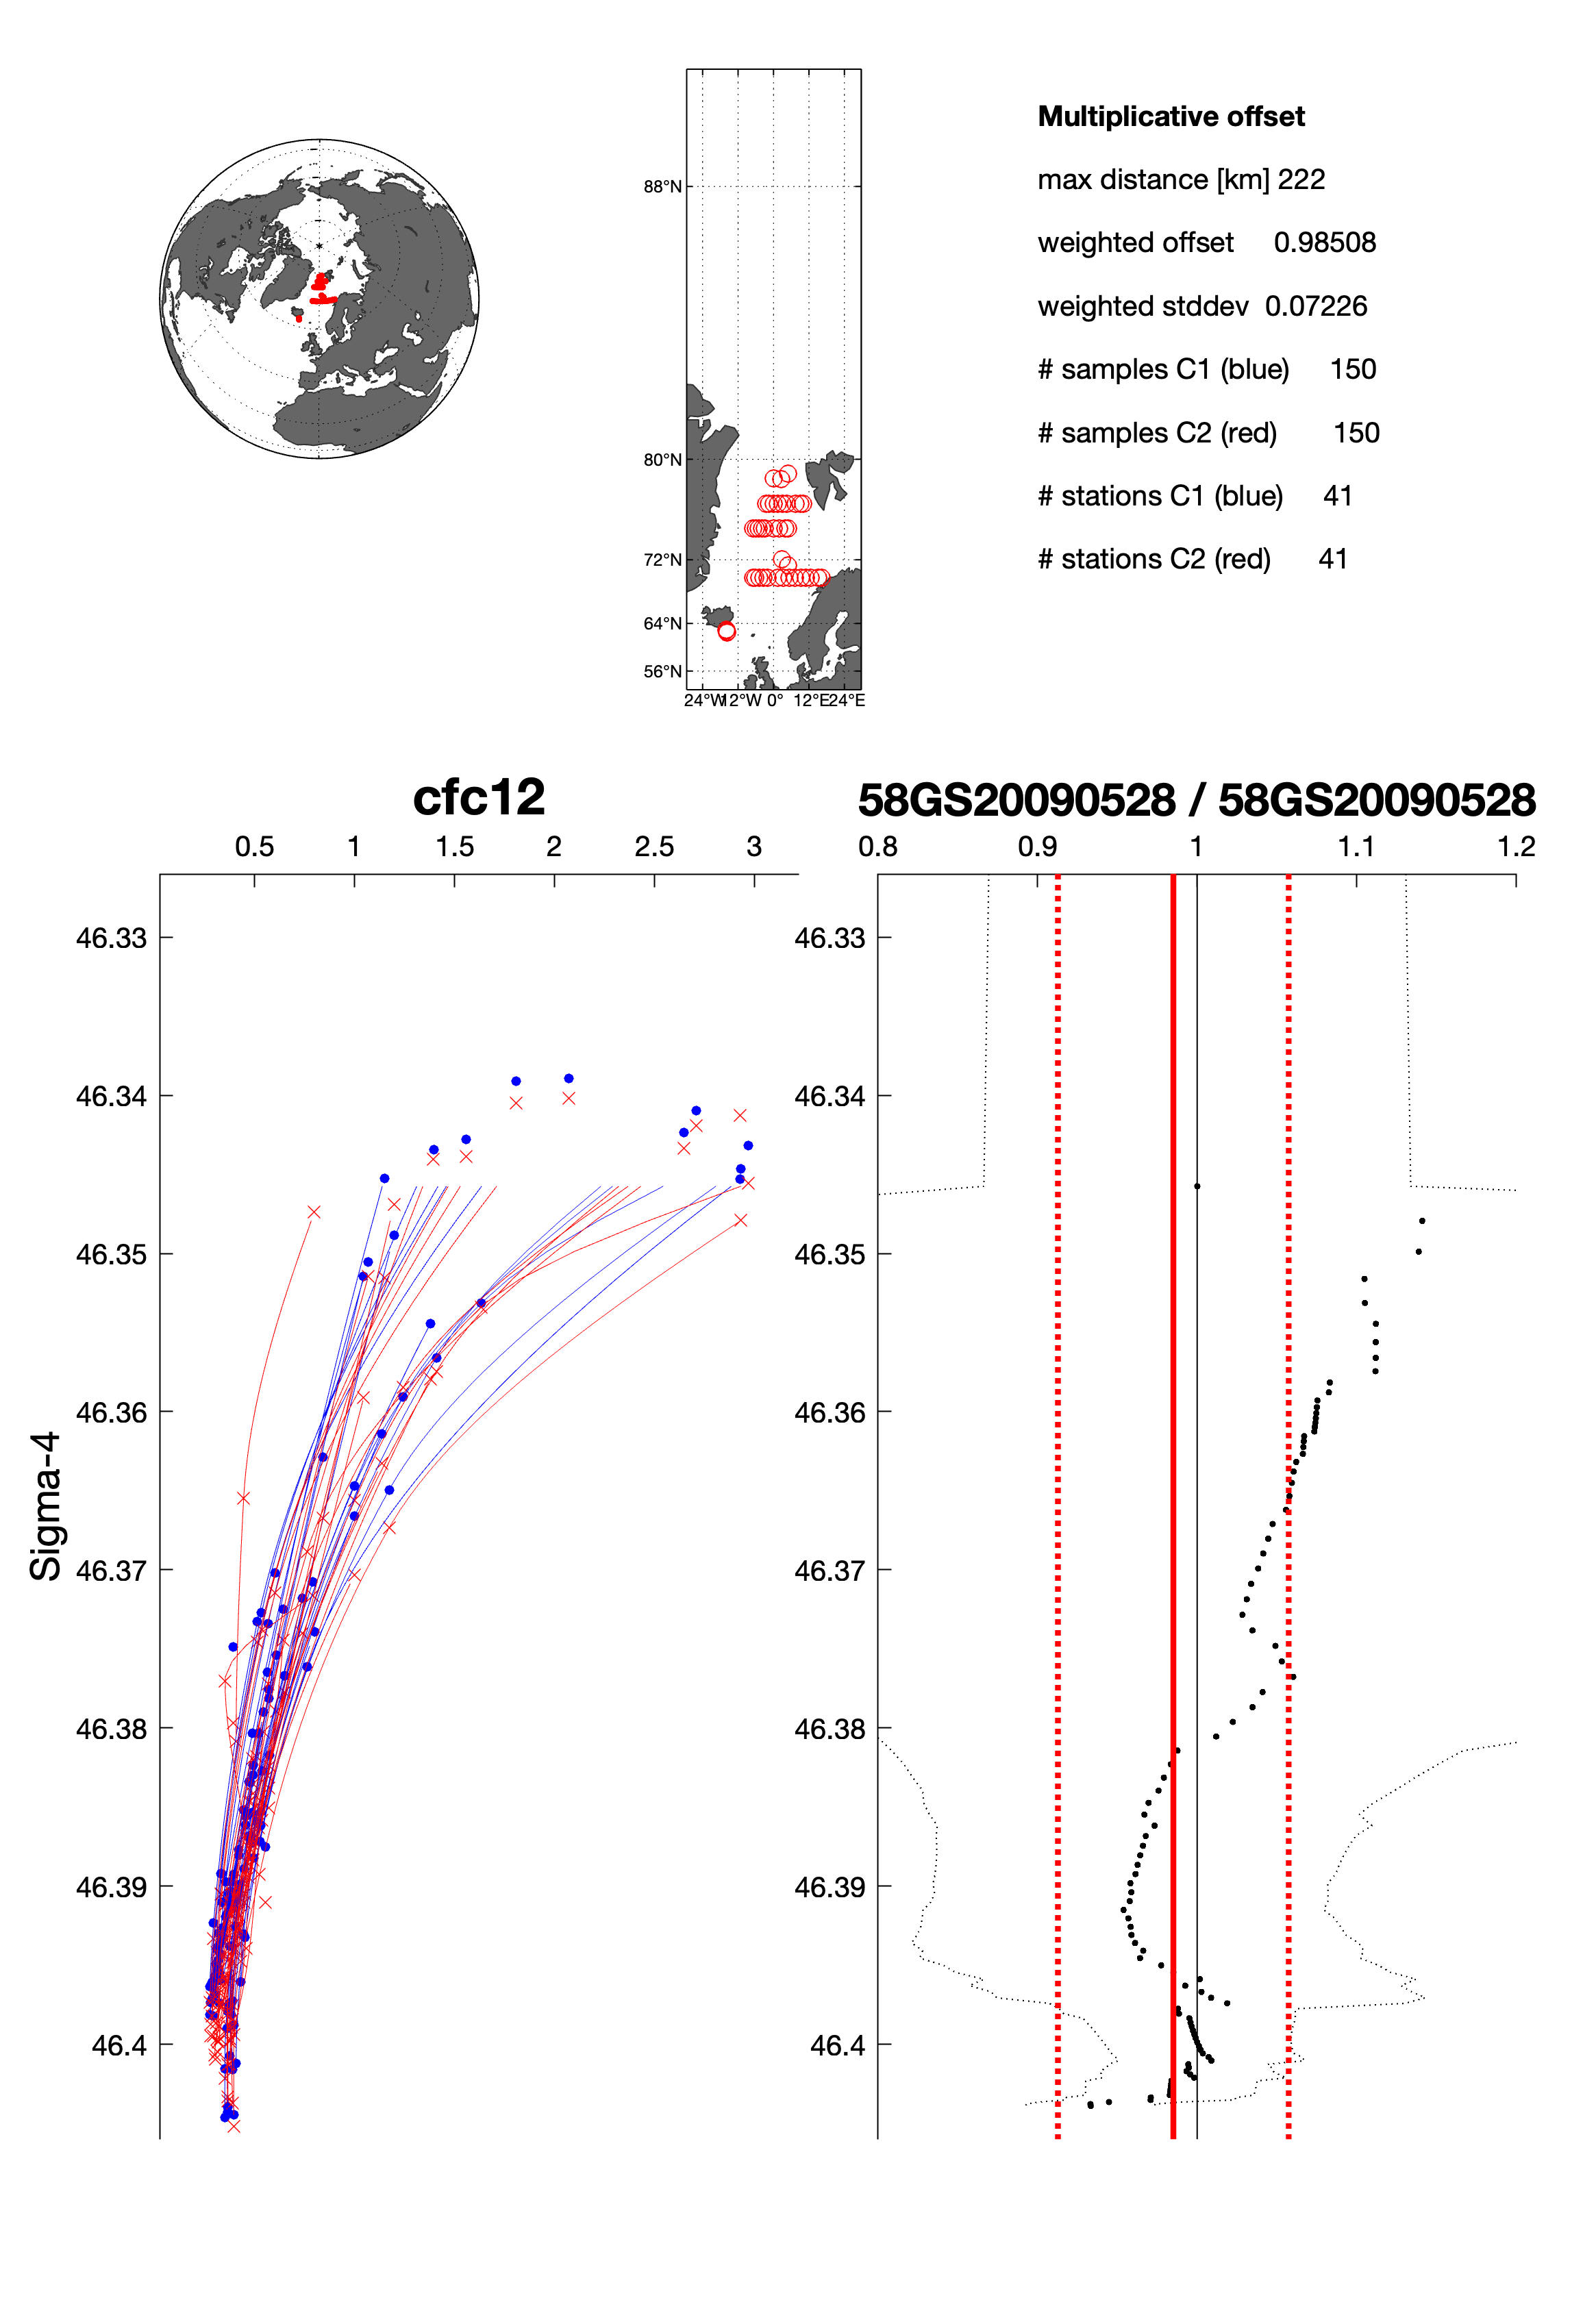 Multiplicative offset
max distance [km] 222
weighted offset 0.98508
weighted stddev 0.07226
# samples C1 (blue) 150
# samples C2 (red) 150
# stations C1 (blue) 41
# stations C2 (red) 41
88°N
80°N
72°N
64°N
56°N
24°W 12°W 0° 12°E 24°E
cfc12
0.5 1 1.5 2 2.5 3
46.33
46.34
46.35
46.36
46.37
46.38
46.39
46.4
Sigma-4
58GS20090528 / 58GS20090528
0.8 0.9 1 1.1 1.2
46.33
46.34
46.35
46.36
46.37
46.38
46.39
46.4